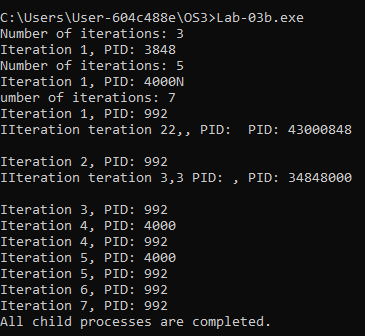 C:\Users\User-604c488e\OS3>Lab-03b.exe
Number of iterations: 3
Iteration 1, PID: 3848
Number of iterations: 5
Iteration 1, PID: 4000N
umber of iterations: 7
Iteration 1, PID: 992
IIteration teration 22,, PID:  PID: 43000848
Iteration 2, PID: 992
IIteration teration 3,3 PID: , PID: 34848000
Iteration 3, PID: 992
Iteration 4, PID: 4000
Iteration 4, PID: 992
Iteration 5, PID: 4000
Iteration 5, PID: 992
Iteration 6, PID: 992
Iteration 7, PID: 992
All child processes are completed.